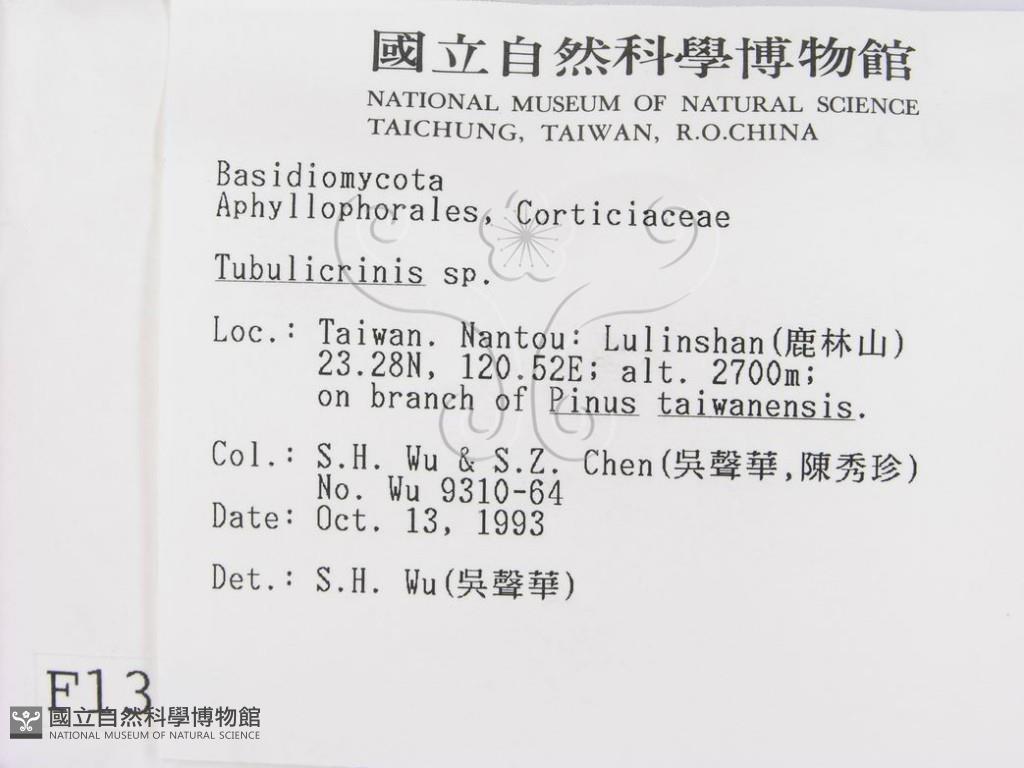 國立自然科學博物館
NATIONAL MUSEUM OF NATURAL SCIENCE
TAICHUNG, TAIWAN, R.O.CHINA
Basidiomycota
Aphyllophorales, Corticiaceae
Tubulicrinis sp.
Loc.: Taiwan. Nantou: Lulinshan(鹿林山)
23.28N, 120.52E; alt. 2700m;
on branch of Pinus taiwanensis.
Col.: S.H. Wu & S.Z. Chen(吳聲華,陳秀珍)
No. Wu 9310-64
Date: Oct. 13, 1993
Det.: S.H. Wu(吳聲華)
F13
國立自然科學博物館
NATIONAL MUSEUM OF NATURAL SCIENCE